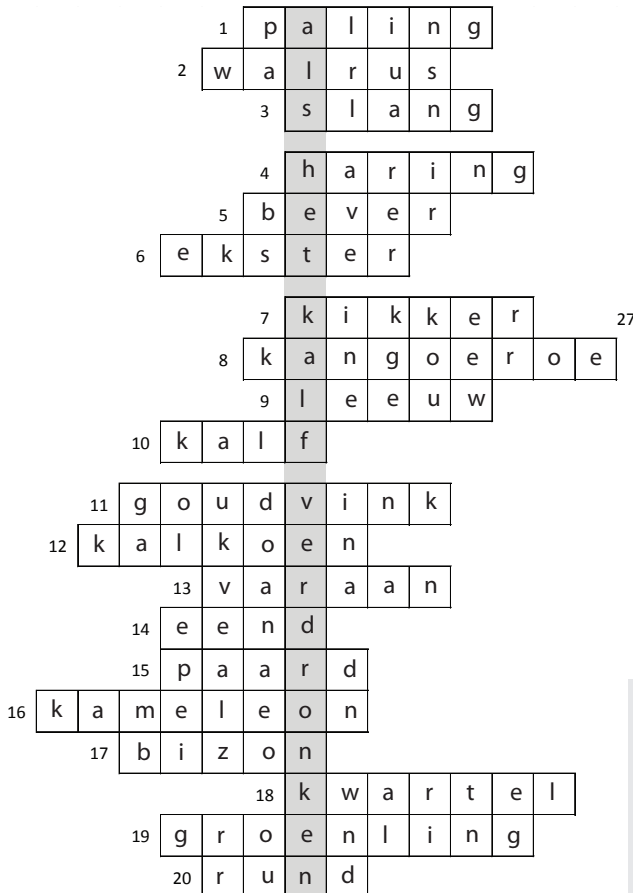 1 paling
2 walrus
3 slang
4 haring
5 bever
6 ekster
7 kikker 27
8 kangoeroe
9 leeuw
10 kalf
11 goudvink
12 kalkoen
13 varaan
14 eend
15 paard
16 kameleon
17 bizon
18 kwartel
19 groenling
20 rund